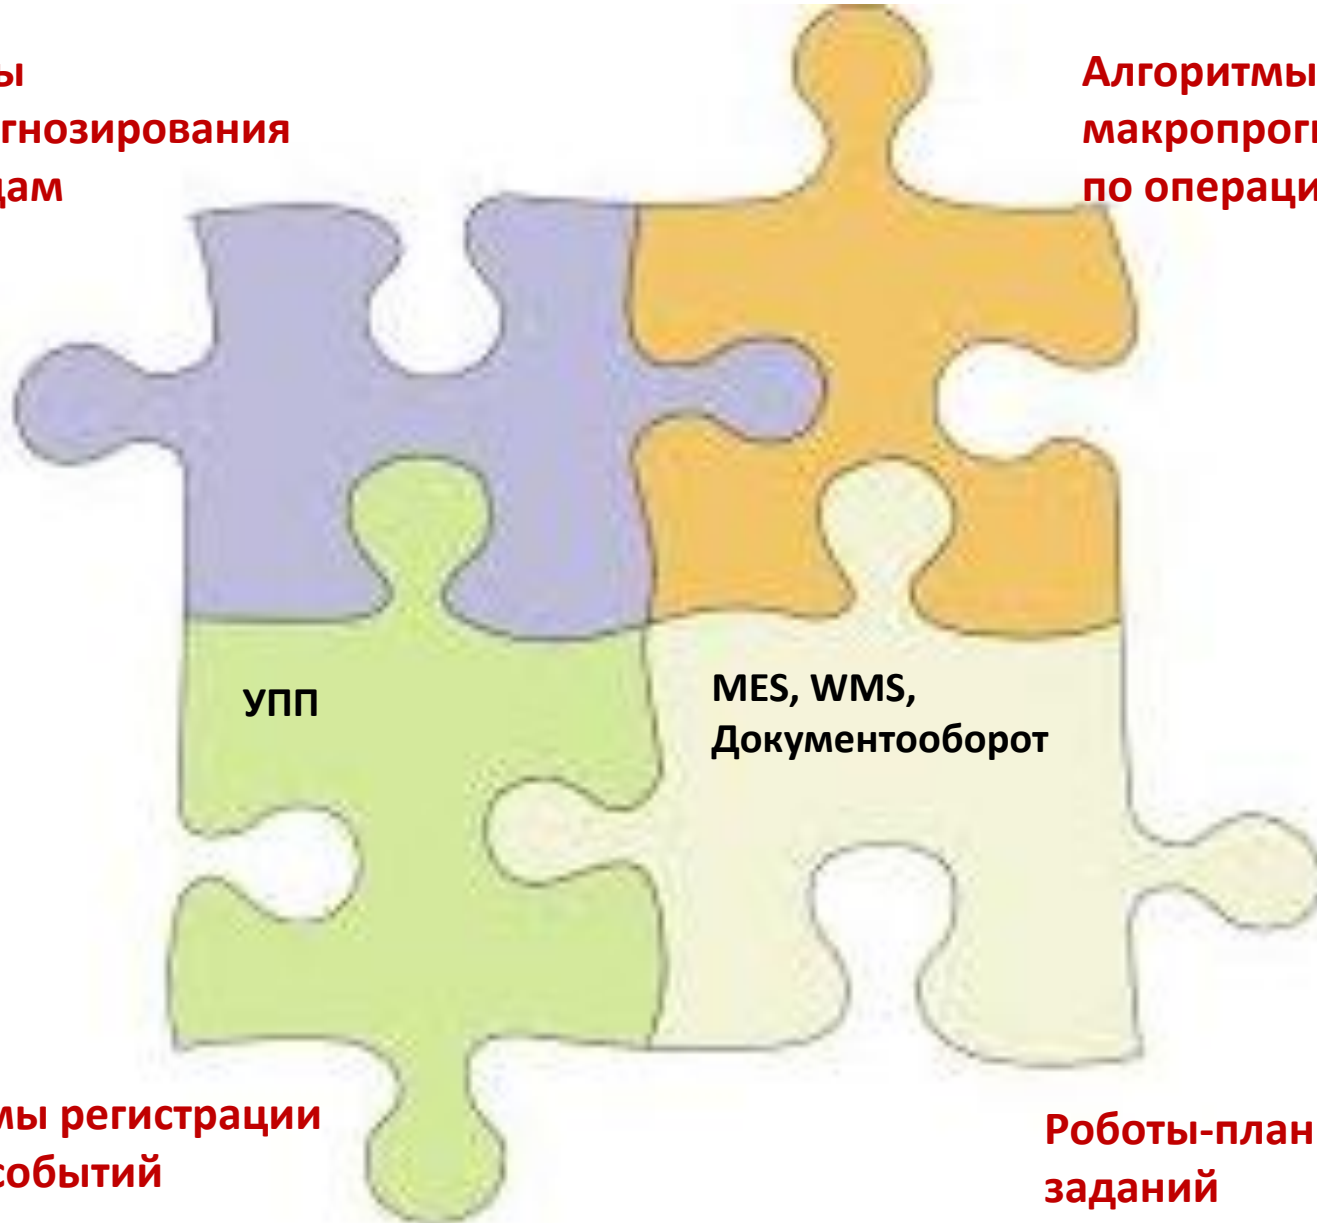 ы
гнозирования
дам
Алгоритмы
макропрог
по операци
УПП
MES, WMS,
Документооборот
мы регистрации
событий
Роботы-план
заданий